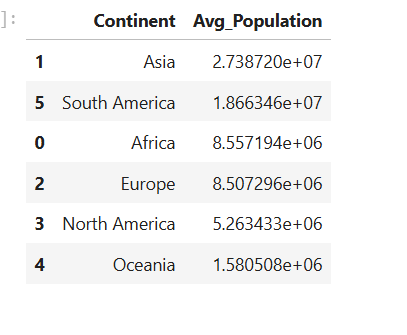 ]: Continent Avg_Population
1 Asia 2.738720e+07
5 South America 1.866346e+07
0 Africa 8.557194e+06
2 Europe 8.507296e+06
3 North America 5.263433e+06
4 Oceania 1.580508e+06